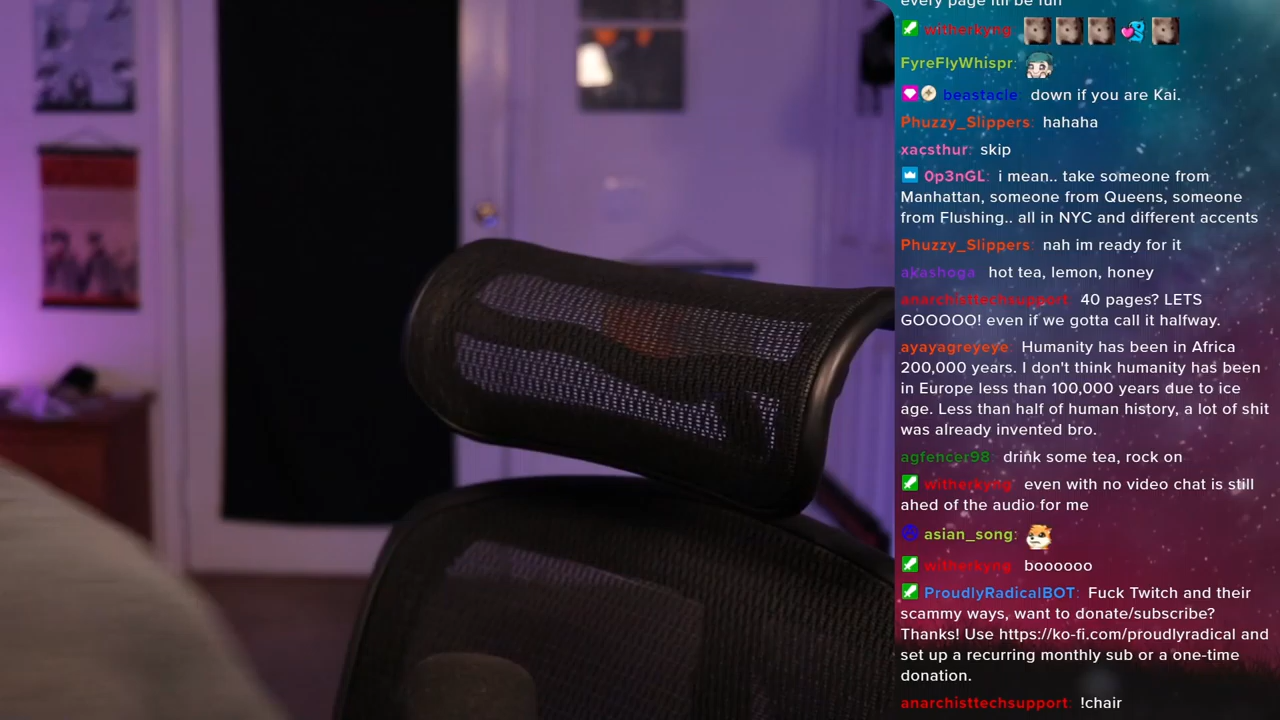 every page itll be fun
witherkyng
FyreFlyWhispr:
beastacle: down if you are Kai.
Phuzzy_Slippers: hahaha
xacsthur: skip
0p3nGL: i mean.. take someone from
Manhattan, someone from Queens, someone
from Flushing.. all in NYC and different accents
Phuzzy_Slippers: nah im ready for it
akashoga: hot tea, lemon, honey
anarchisttechsupport: 40 pages? LETS
GOOOOO! even if we gotta call it halfway.
ayayagreyeye: Humanity has been in Africa
200,000 years. I don't think humanity has been
in Europe less than 100,000 years due to ice
age. Less than half of human history, a lot of shit
was already invented bro.
agfencer98: drink some tea, rock on
witherkyng: even with no video chat is still
ahed of the audio for me
asian_song:
witherkyng: boooooo
ProudlyRadicalBOT: Fuck Twitch and their
scammy ways, want to donate/subscribe?
Thanks! Use https://ko-fi.com/proudlyradical and
set up a recurring monthly sub or a one-time
donation.
anarchisttechsupport: !chair